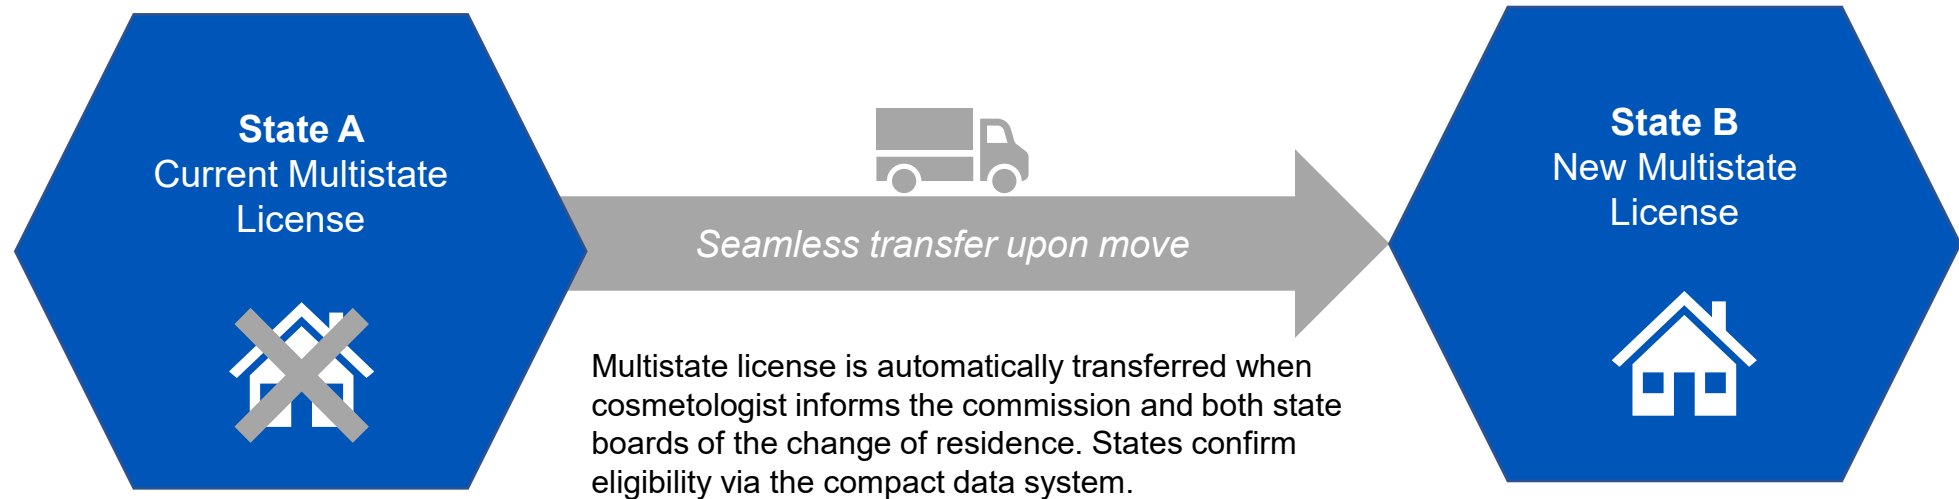 State A
Current Multistate
License
Seamless transfer upon move
Multistate license is automatically transferred when
cosmetologist informs the commission and both state
boards of the change of residence. States confirm
eligibility via the compact data system.
State B
New Multistate
License